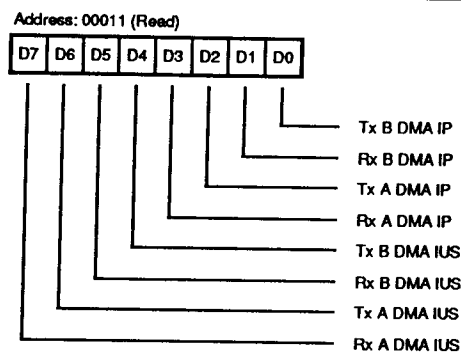 Address: 00011 (Read)
D7 D6 D5 D4 D3 D2 D1 D0
Tx B DMA IP
Rx B DMA IP
Tx A DMA IP
Rx A DMA IP
Tx B DMA IUS
Rx B DMA IUS
Tx A DMA IUS
Rx A DMA IUS